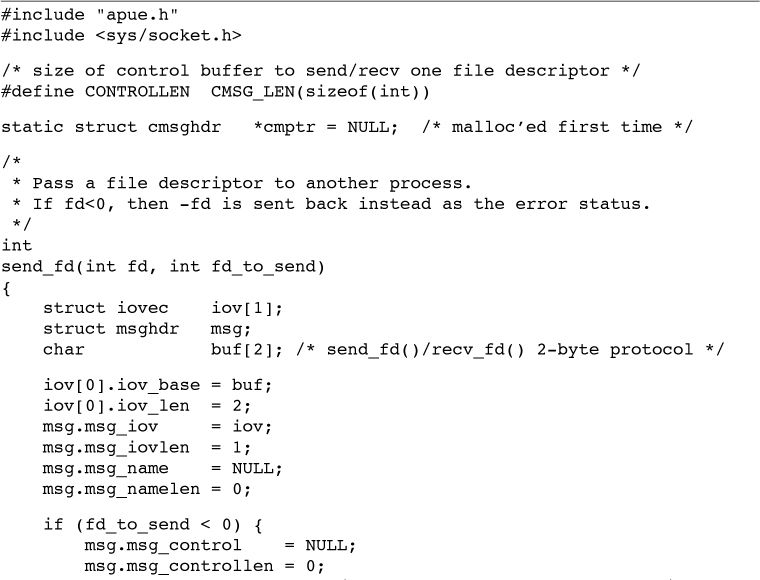 #include "apue.h"
#include <sys/socket.h>
/* size of control buffer to send/recv one file descriptor */
#define CONTROLLEN  CMSG_LEN(sizeof(int))
static struct cmsghdr   *cmptr = NULL;  /* malloc’ed first time */
/*
 * Pass a file descriptor to another process.
 * If fd<0, then -fd is sent back instead as the error status.
 */
int
send_fd(int fd, int fd_to_send)
{
    struct iovec    iov[1];
    struct msghdr   msg;
    char            buf[2]; /* send_fd()/recv_fd() 2-byte protocol */
    iov[0].iov_base = buf;
    iov[0].iov_len  = 2;
    msg.msg_iov     = iov;
    msg.msg_iovlen  = 1;
    msg.msg_name    = NULL;
    msg.msg_namelen = 0;
    if (fd_to_send < 0) {
        msg.msg_control    = NULL;
        msg.msg_controllen = 0;